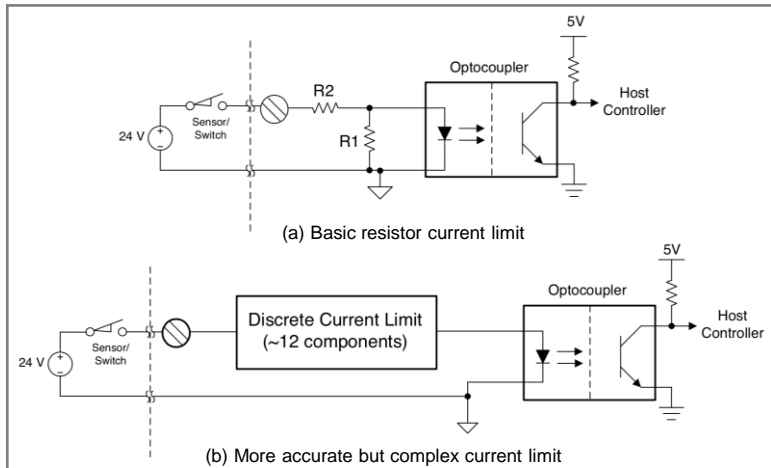 5V
Optocoupler
R2
Host
Controller
Sensor/
Switch
24 V
R1
+
−
(a) Basic resistor current limit
5V
Optocoupler
Discrete Current Limit
(~12 components)
Host
Controller
Sensor/
Switch
24 V
+
−
(b) More accurate but complex current limit